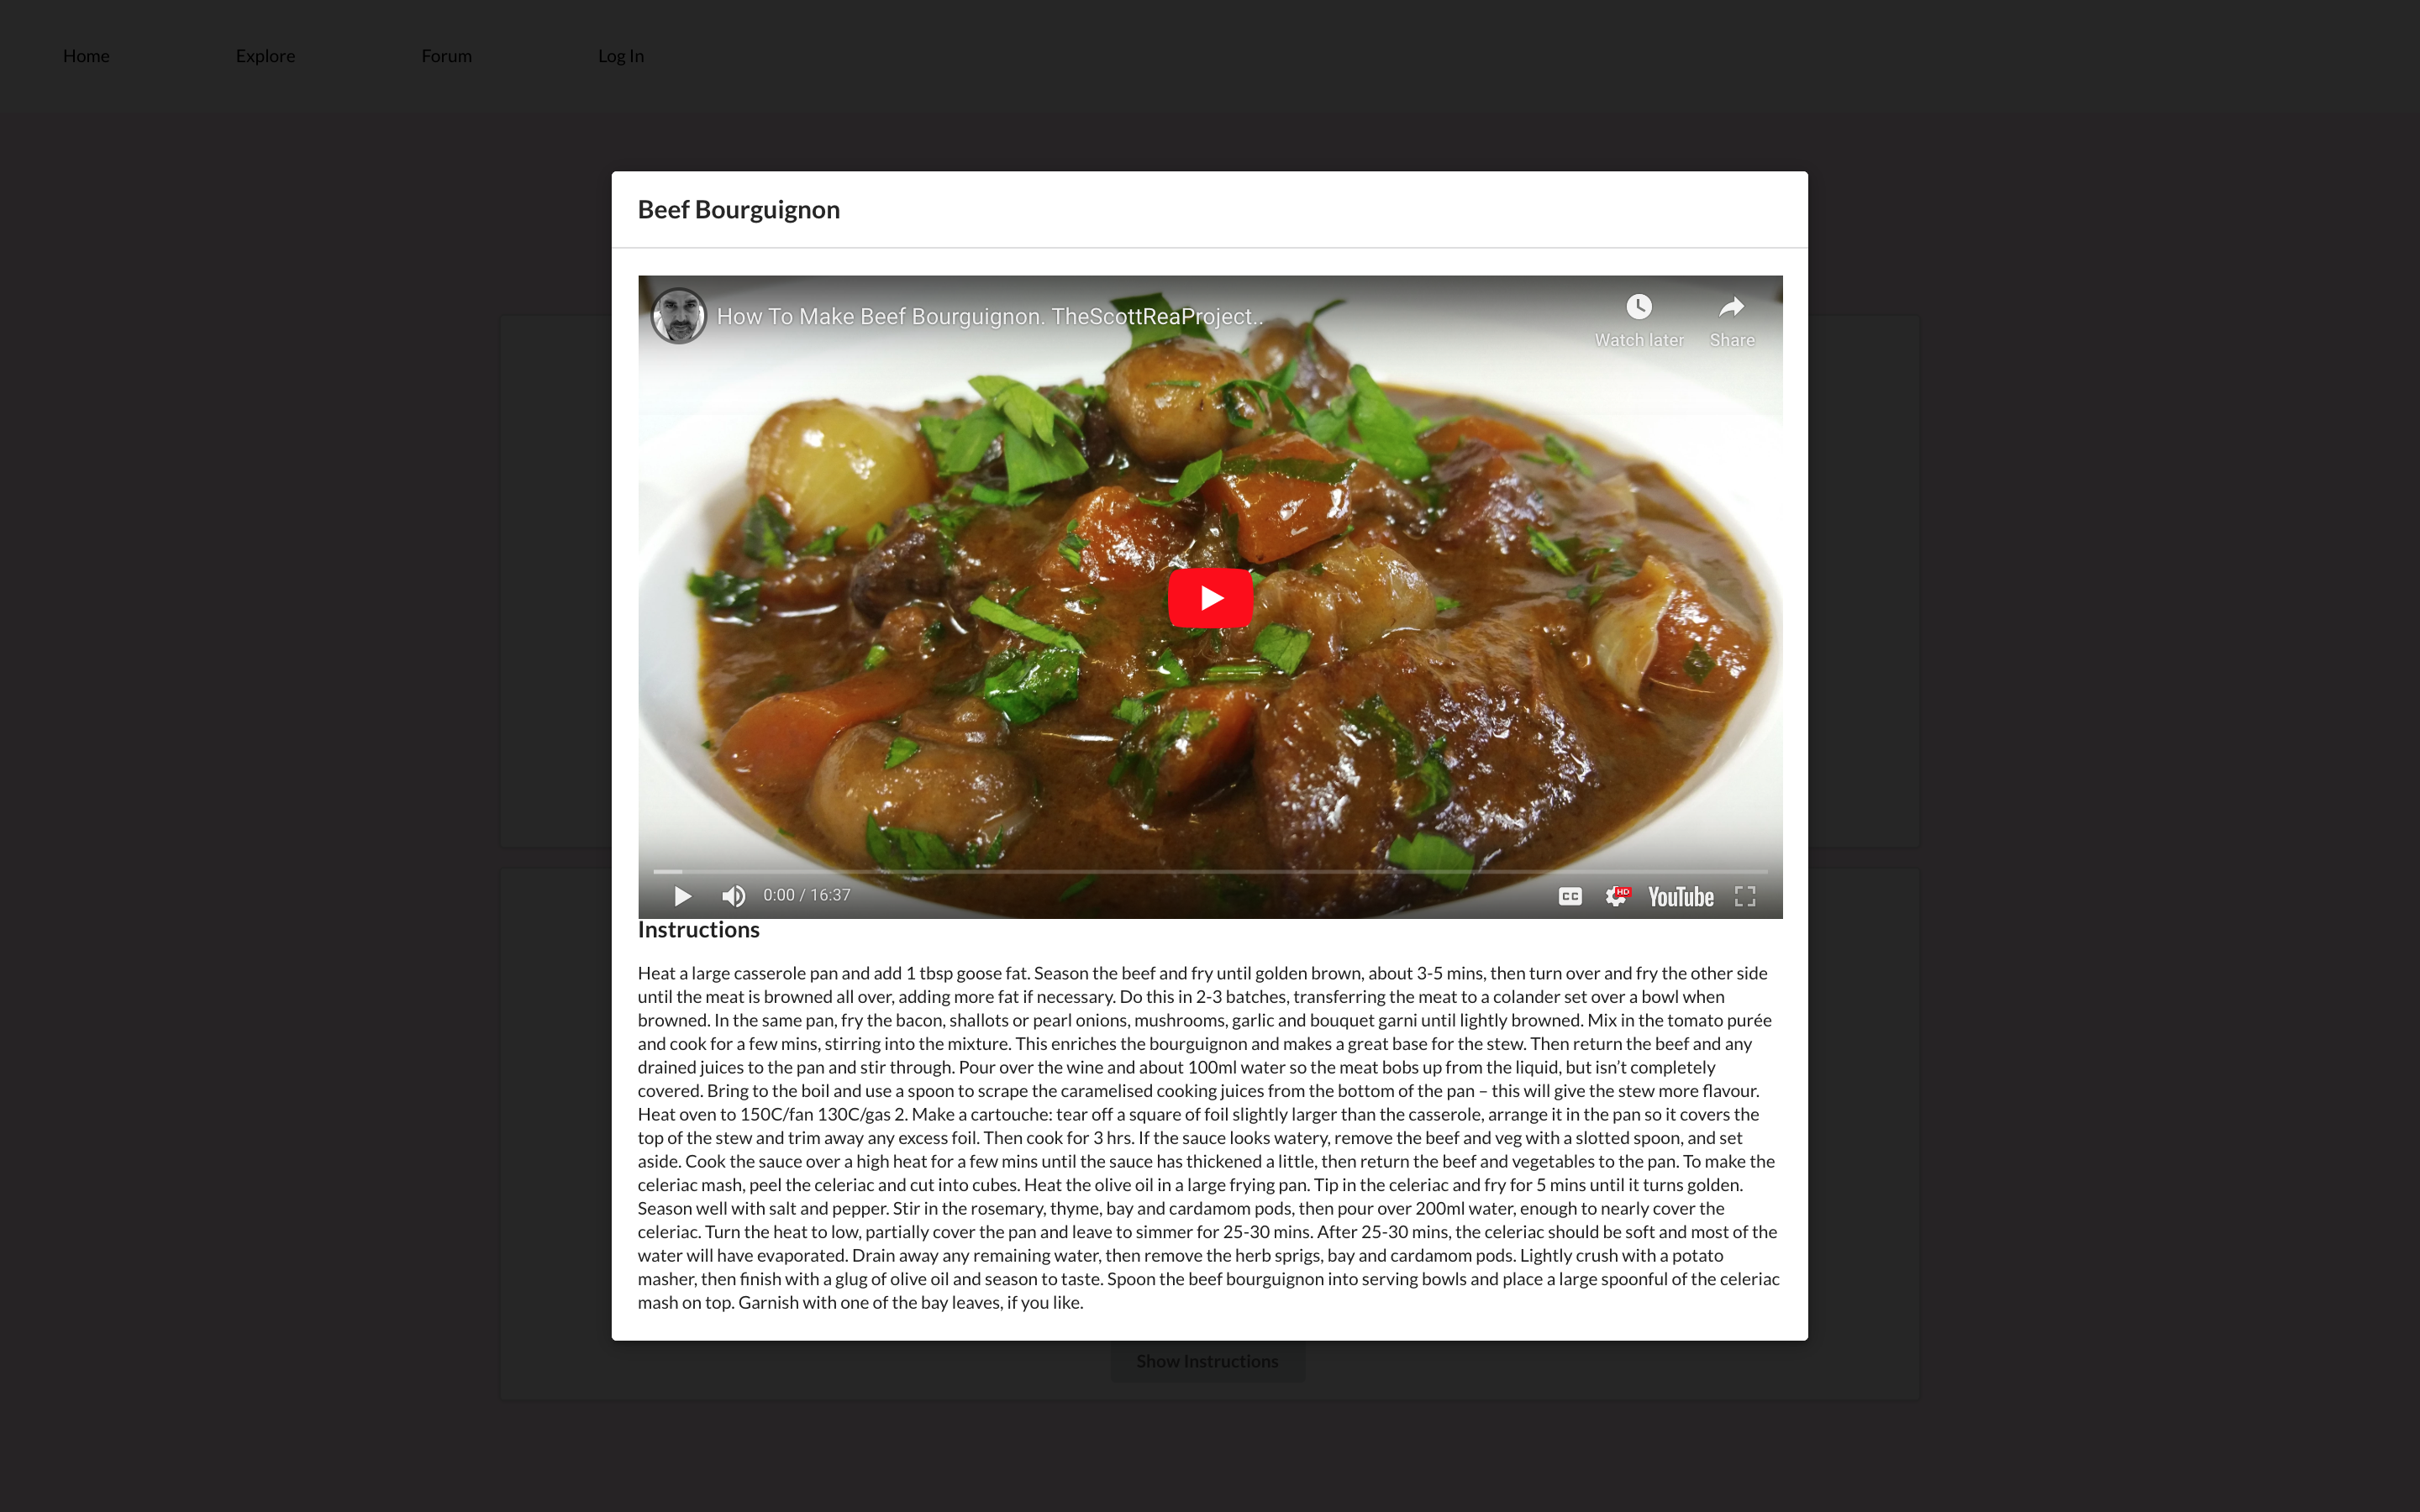 Home Explore Forum Log In
Beef Bourguignon
How To Make Beef Bourguignon. TheScottReaProject..
Watch later Share
0:00 / 16:37
CC HD YouTube
Instructions
Heat a large casserole pan and add 1 tbsp goose fat. Season the beef and fry until golden brown, about 3-5 mins, then turn over and fry the other side
until the meat is browned all over, adding more fat if necessary. Do this in 2-3 batches, transferring the meat to a colander set over a bowl when
browned. In the same pan, fry the bacon, shallots or pearl onions, mushrooms, garlic and bouquet garni until lightly browned. Mix in the tomato purée
and cook for a few mins, stirring into the mixture. This enriches the bourguignon and makes a great base for the stew. Then return the beef and any
drained juices to the pan and stir through. Pour over the wine and about 100ml water so the meat bobs up from the liquid, but isn’t completely
covered. Bring to the boil and use a spoon to scrape the caramelised cooking juices from the bottom of the pan – this will give the stew more flavour.
Heat oven to 150C/fan 130C/gas 2. Make a cartouche: tear off a square of foil slightly larger than the casserole, arrange it in the pan so it covers the
top of the stew and trim away any excess foil. Then cook for 3 hrs. If the sauce looks watery, remove the beef and veg with a slotted spoon, and set
aside. Cook the sauce over a high heat for a few mins until the sauce has thickened a little, then return the beef and vegetables to the pan. To make the
celeriac mash, peel the celeriac and cut into cubes. Heat the olive oil in a large frying pan. Tip in the celeriac and fry for 5 mins until it turns golden.
Season well with salt and pepper. Stir in the rosemary, thyme, bay and cardamom pods, then pour over 200ml water, enough to nearly cover the
celeriac. Turn the heat to low, partially cover the pan and leave to simmer for 25-30 mins. After 25-30 mins, the celeriac should be soft and most of the
water will have evaporated. Drain away any remaining water, then remove the herb sprigs, bay and cardamom pods. Lightly crush with a potato
masher, then finish with a glug of olive oil and season to taste. Spoon the beef bourguignon into serving bowls and place a large spoonful of the celeriac
mash on top. Garnish with one of the bay leaves, if you like.
Show Instructions